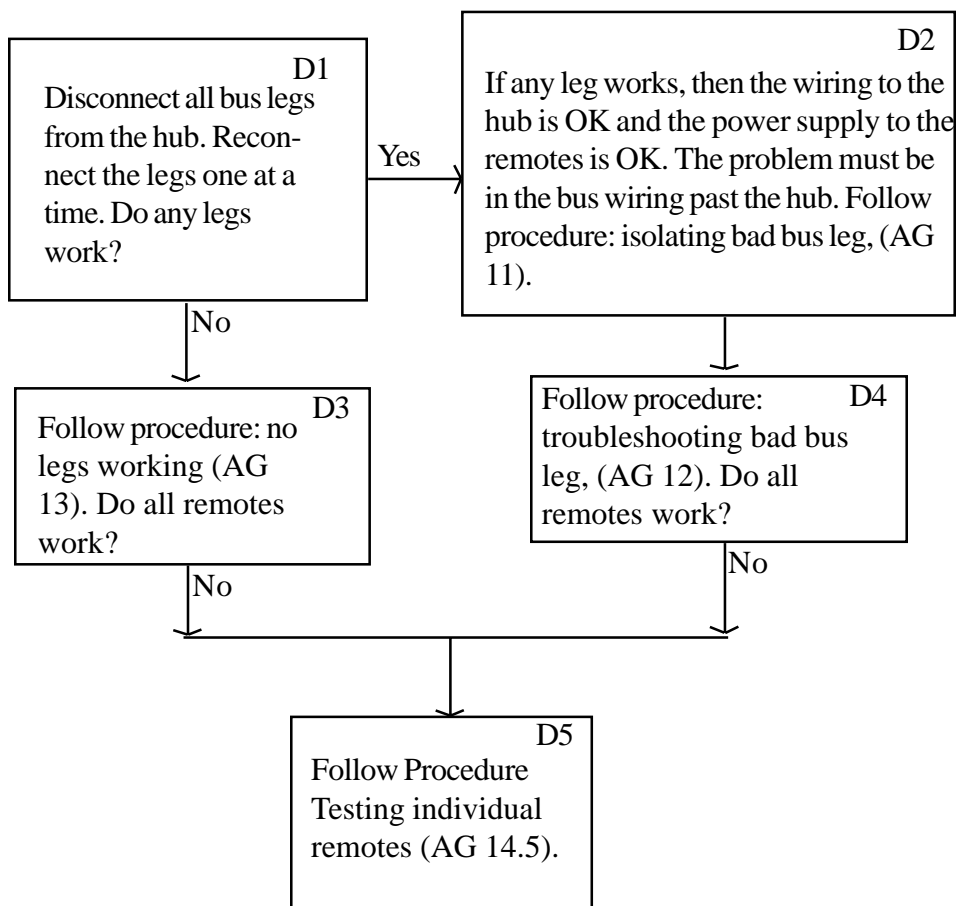 D1
Disconnect all bus legs
from the hub. Recon-
nect the legs one at a
time. Do any legs
work?
Yes
D2
If any leg works, then the wiring to the
hub is OK and the power supply to the
remotes is OK. The problem must be
in the bus wiring past the hub. Follow
procedure: isolating bad bus leg, (AG
11).
No
D3
Follow procedure: no
legs working (AG
13). Do all remotes
work?
D4
Follow procedure:
troubleshooting bad bus
leg, (AG 12). Do all
remotes work?
No
No
D5
Follow Procedure
Testing individual
remotes (AG 14.5).